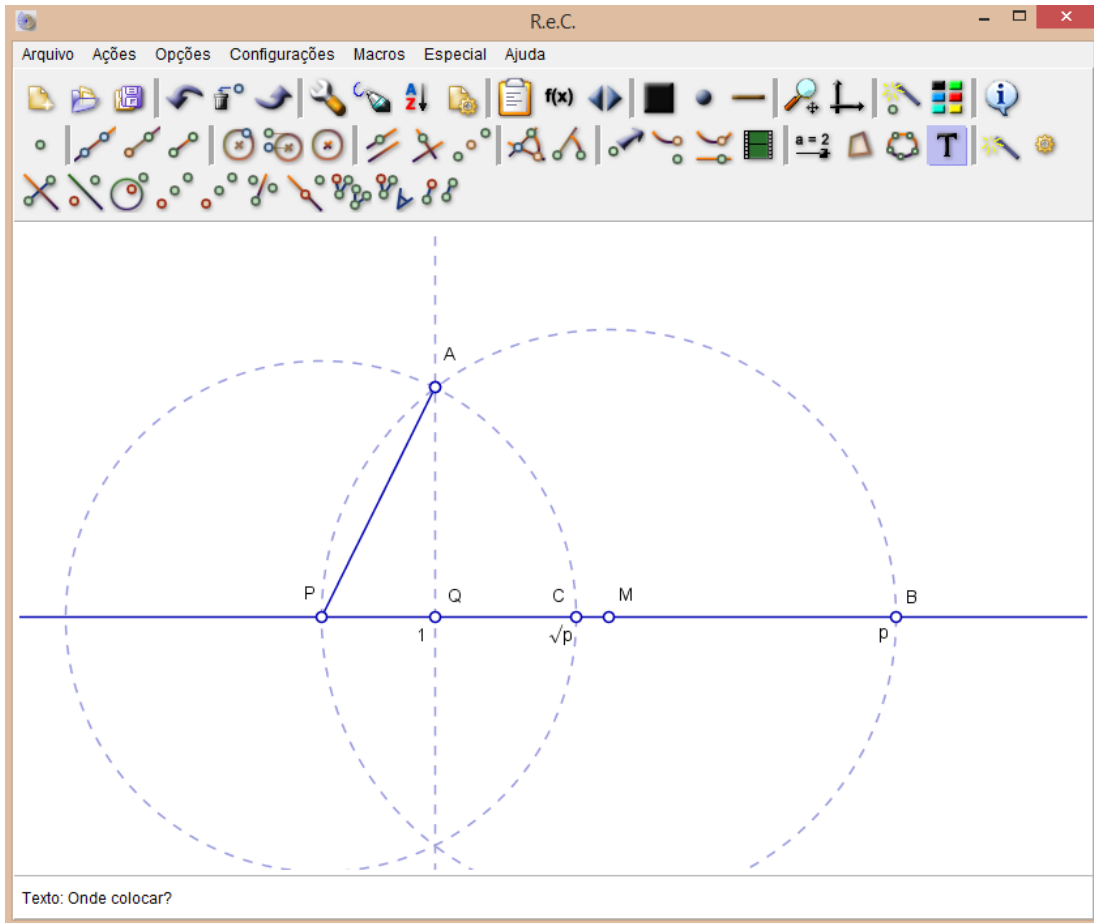 R.e.C.
Arquivo Ações Opções Configurações Macros Especial Ajuda
A Z f(x) i
a = 2 T
A
P Q C M B
1 √p p
Texto: Onde colocar?